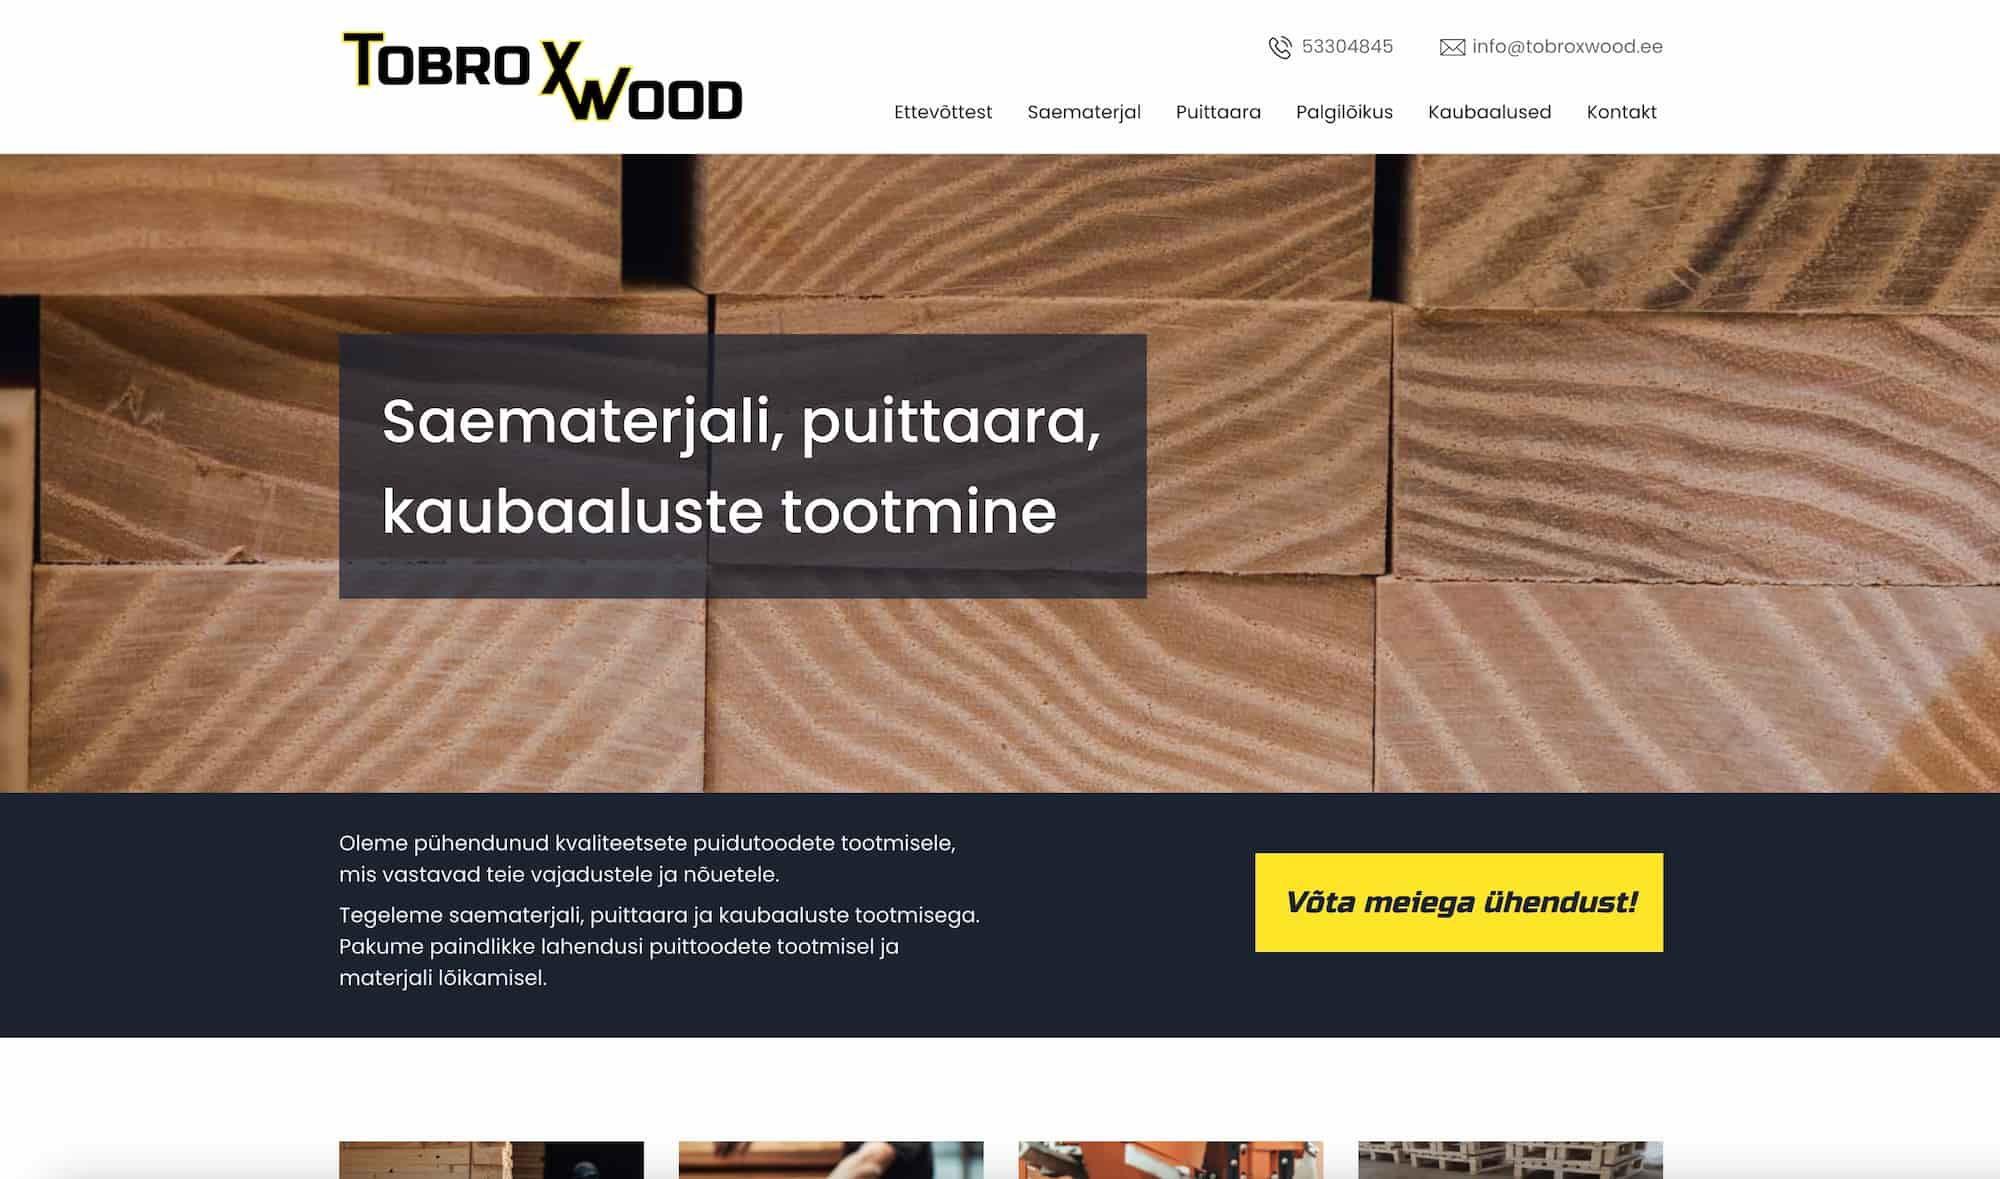 TOBROXWOOD
53304845
info@tobroxwood.ee
Ettevõttest Saematerjal Puittaara Palgilõikus Kaubaalused Kontakt
Saematerjali, puittaara,
kaubaaluste tootmine
Oleme pühendunud kvaliteetsete puidutoodete tootmisele,
mis vastavad teie vajadustele ja nõuetele.
Tegeleme saematerjali, puittaara ja kaubaaluste tootmisega.
Pakume paindlikke lahendusi puittoodete tootmisel ja
materjali lõikamisel.
Võta meiega ühendust!